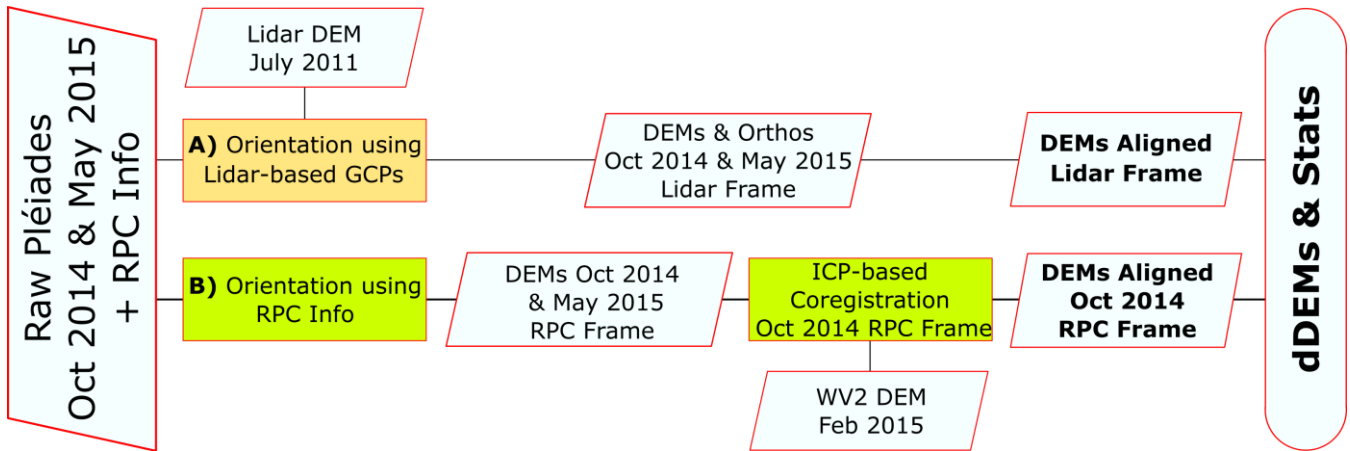 Raw Pléiades
Oct 2014 & May 2015
+ RPC Info
Lidar DEM
July 2011
A) Orientation using
Lidar-based GCPs
DEMs & Orthos
Oct 2014 & May 2015
Lidar Frame
DEMs Aligned
Lidar Frame
B) Orientation using
RPC Info
DEMs Oct 2014
& May 2015
RPC Frame
ICP-based
Coregistration
Oct 2014 RPC Frame
WV2 DEM
Feb 2015
DEMs Aligned
Oct 2014
RPC Frame
dDEMs & Stats